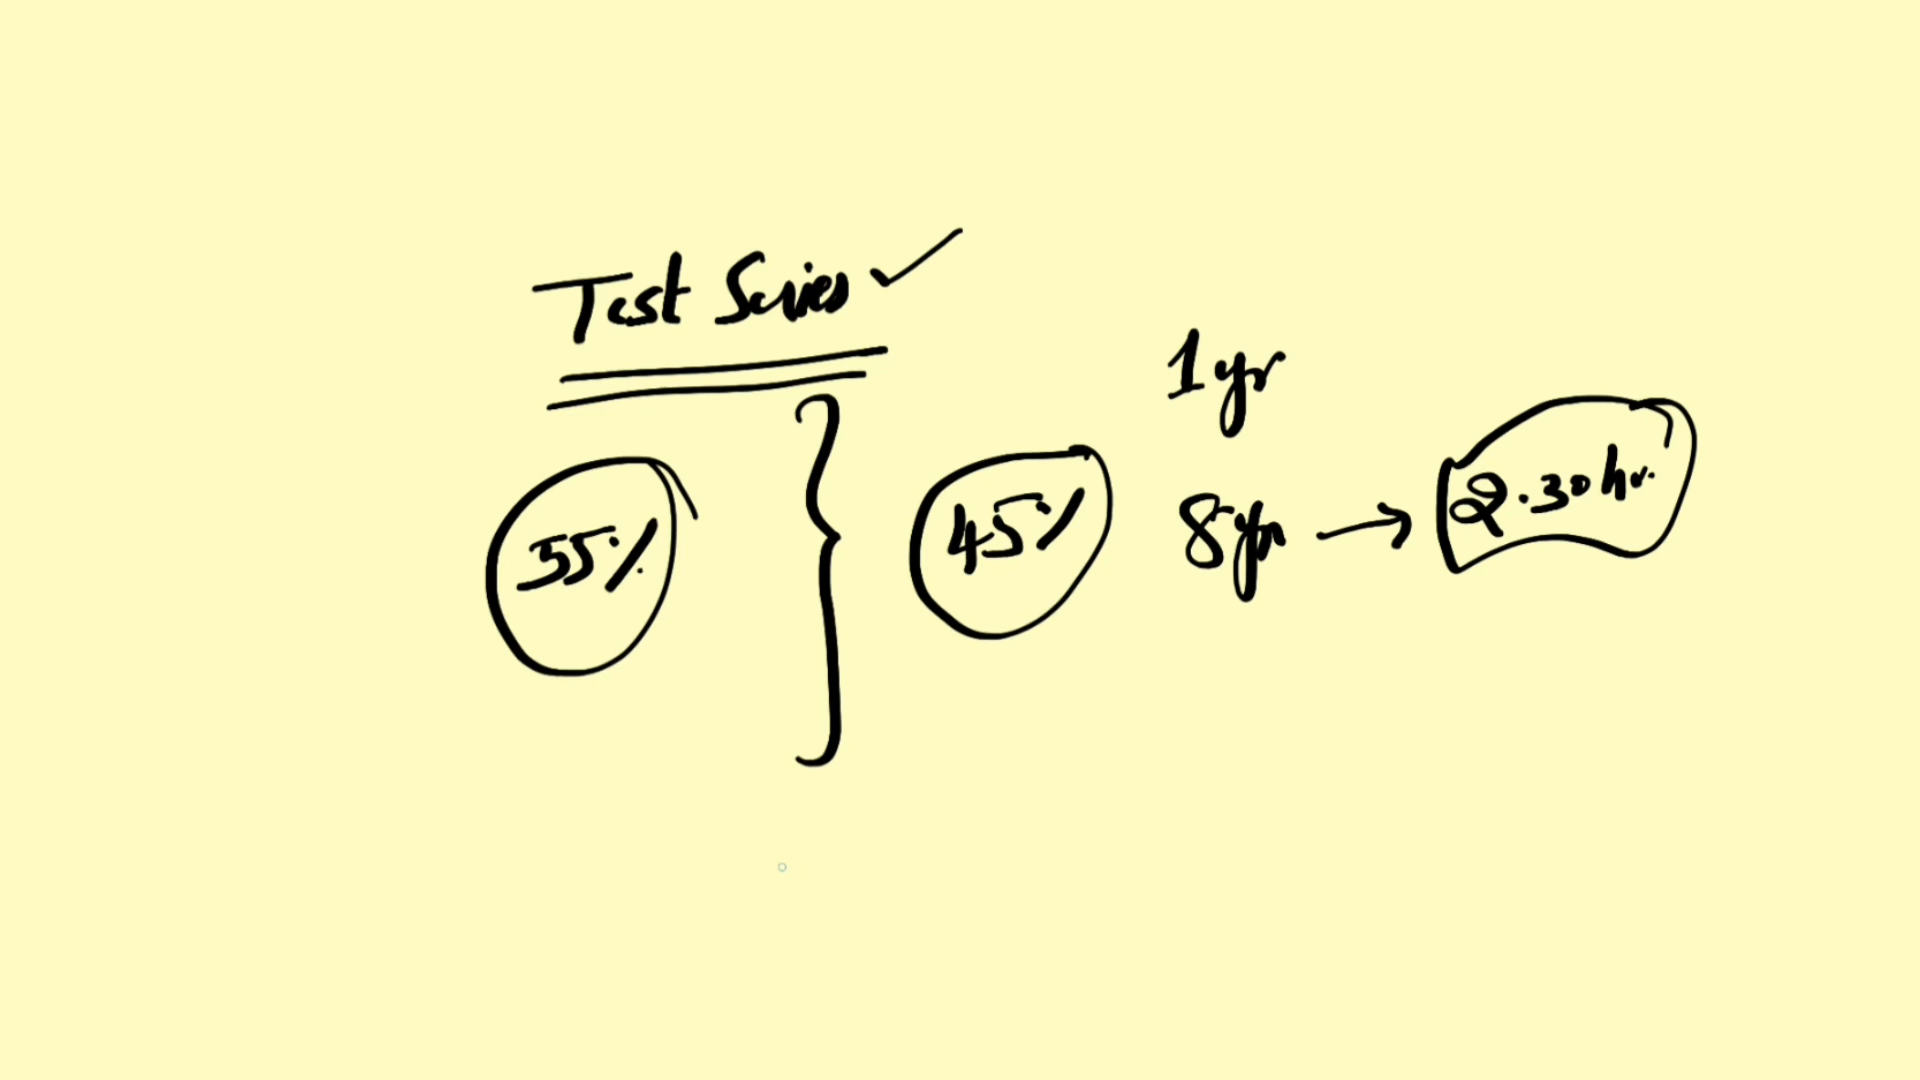 Test Series ✓
1 yr
55% } 45% 8 yr → 2.30 hr.